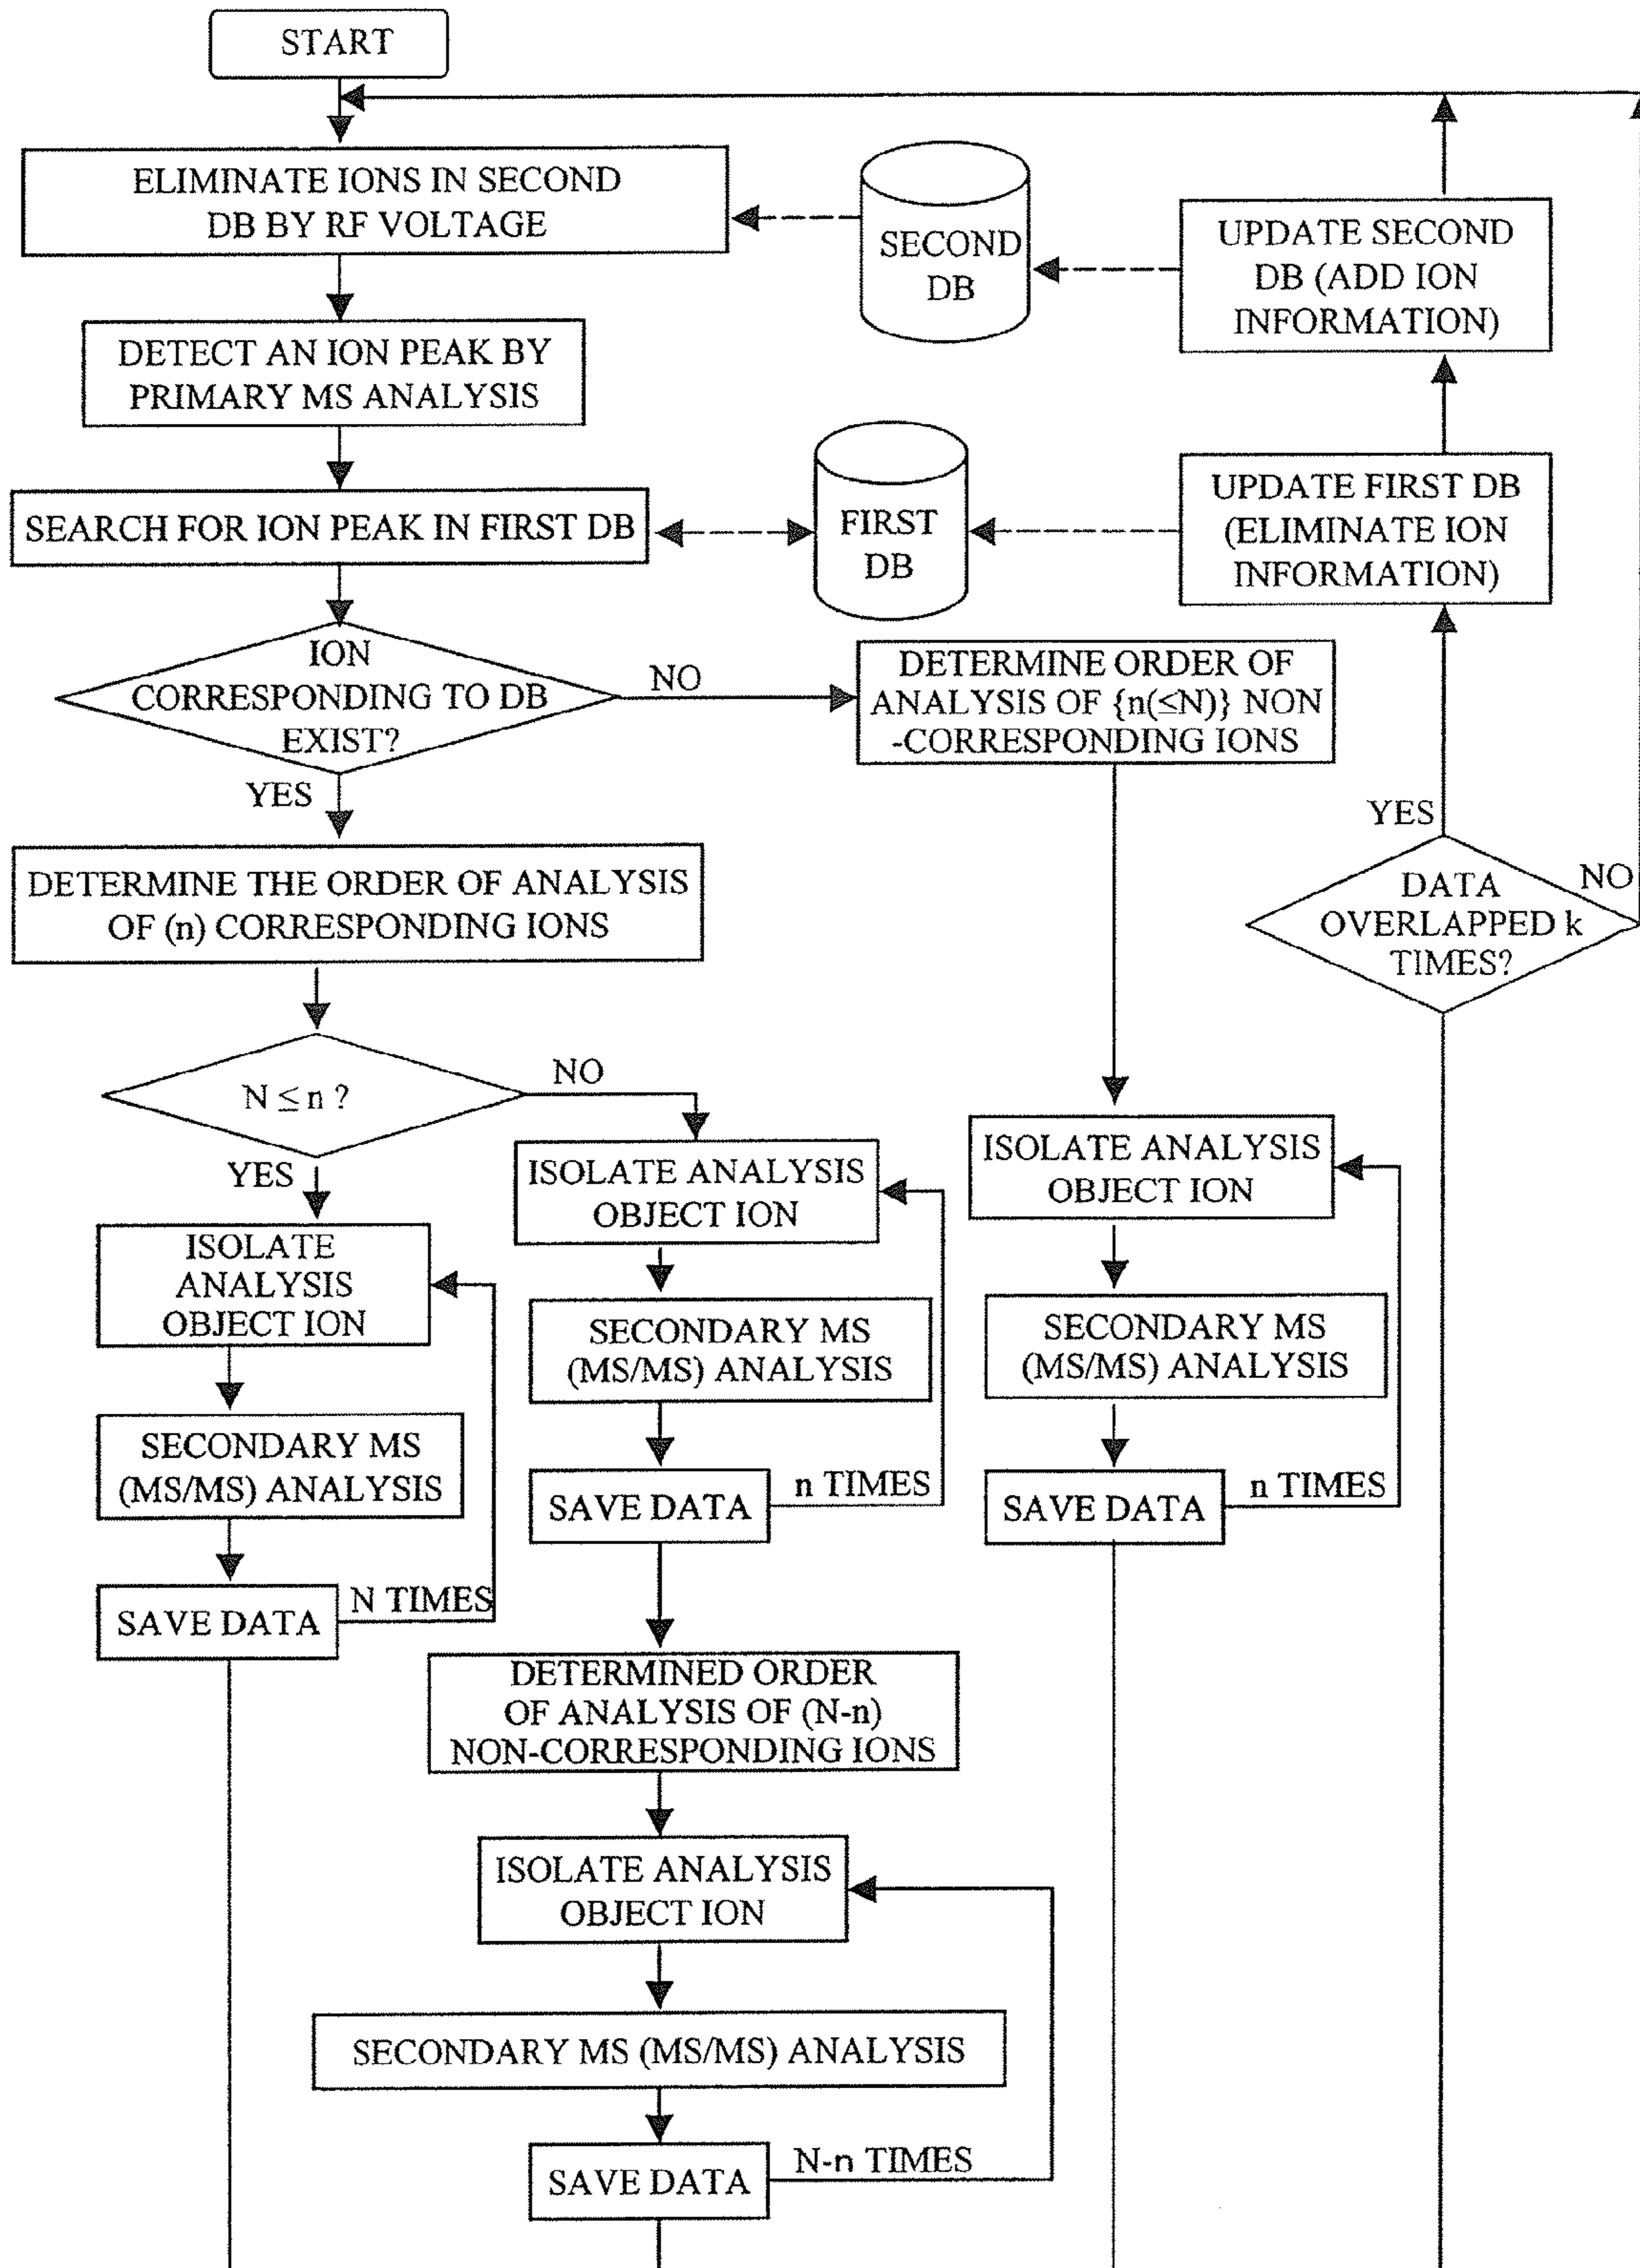 START
ELIMINATE IONS IN SECOND
DB BY RF VOLTAGE
SECOND
DB
UPDATE SECOND
DB (ADD ION
INFORMATION)
DETECT AN ION PEAK BY
PRIMARY MS ANALYSIS
SEARCH FOR ION PEAK IN FIRST DB
FIRST
DB
UPDATE FIRST DB
(ELIMINATE ION
INFORMATION)
ION
CORRESPONDING TO DB
EXIST?
NO
DETERMINE ORDER OF
ANALYSIS OF {n(≤N)} NON
-CORRESPONDING IONS
YES
YES
DATA
OVERLAPPED k
TIMES?
NO
DETERMINE THE ORDER OF ANALYSIS
OF (n) CORRESPONDING IONS
N ≤ n ?
NO
YES
ISOLATE
ANALYSIS
OBJECT ION
SECONDARY MS
(MS/MS) ANALYSIS
SAVE DATA
N TIMES
ISOLATE ANALYSIS
OBJECT ION
SECONDARY MS
(MS/MS) ANALYSIS
SAVE DATA
n TIMES
ISOLATE ANALYSIS
OBJECT ION
SECONDARY MS
(MS/MS) ANALYSIS
SAVE DATA
n TIMES
DETERMINED ORDER
OF ANALYSIS OF (N-n)
NON-CORRESPONDING IONS
ISOLATE ANALYSIS
OBJECT ION
SECONDARY MS (MS/MS) ANALYSIS
SAVE DATA
N-n TIMES